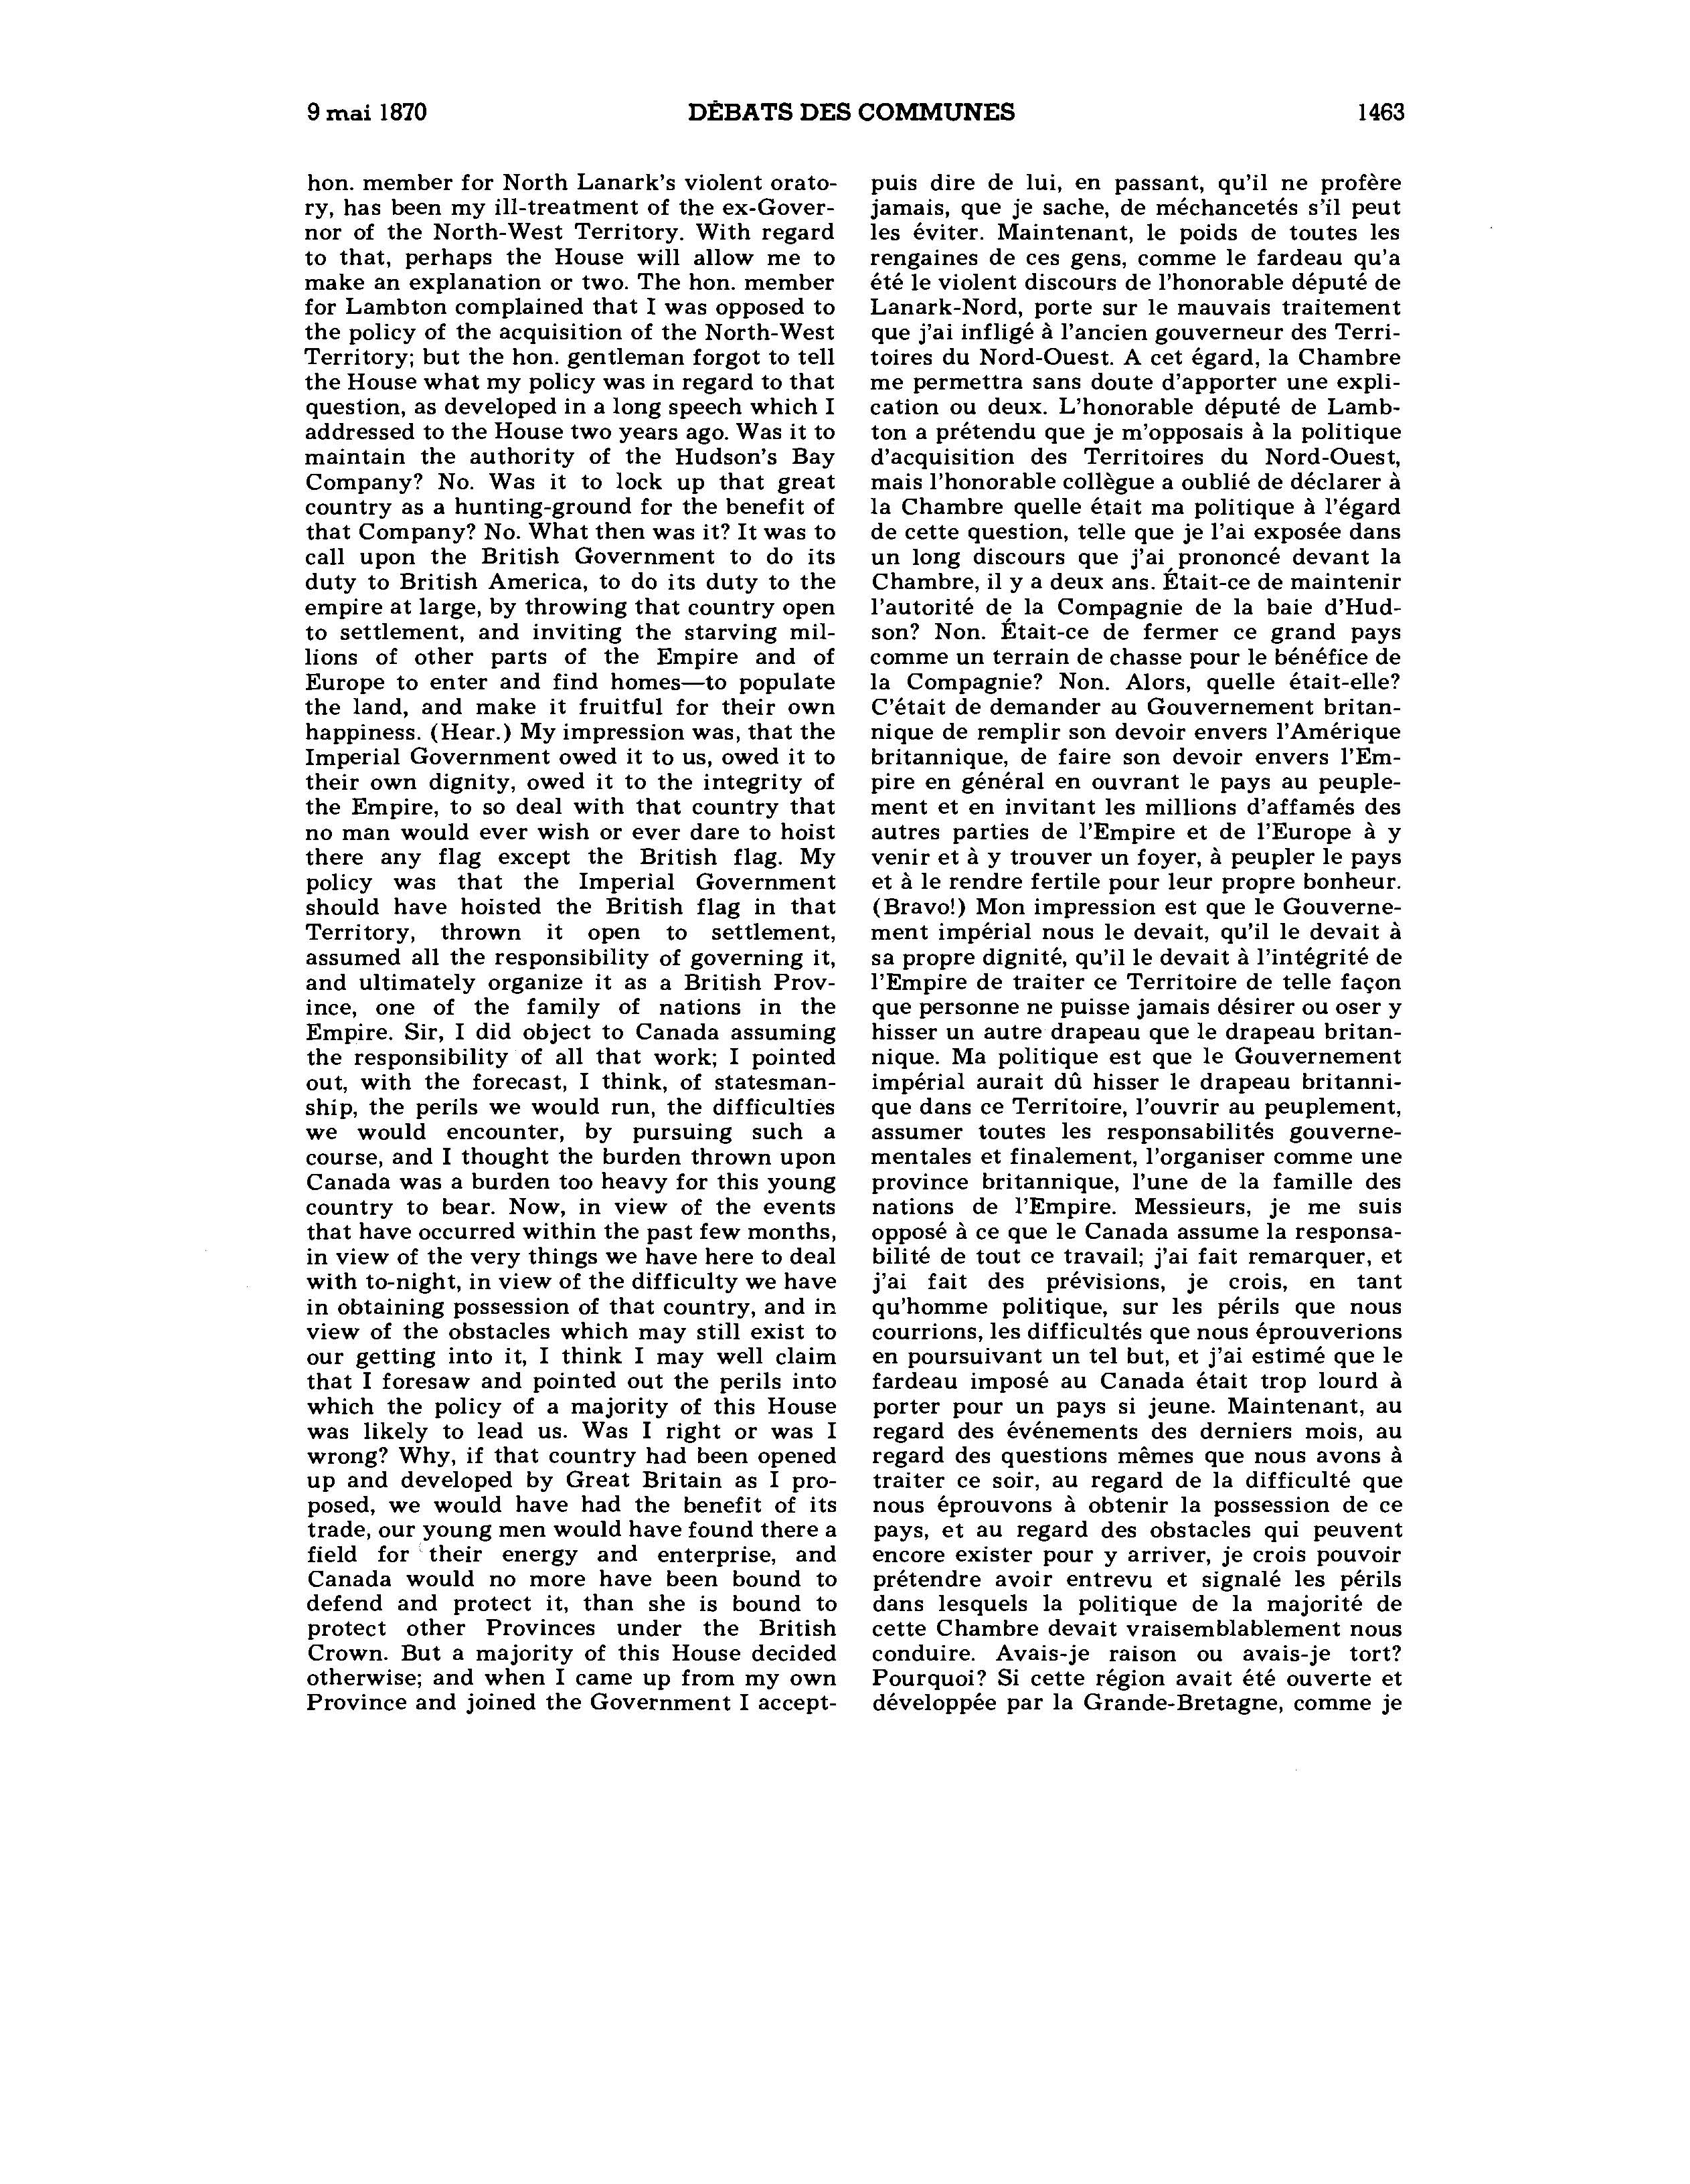 9 mai 1870 DÉBATS DES COMMUNES 1463
hon. member for North Lanark's violent orato-
ry, has been my ill-treatment of the ex-Gover-
nor of the North-West Territory. With regard
to that, perhaps the House will allow me to
make an explanation or two. The hon. member
for Lambton complained that I was opposed to
the policy of the acquisition of the North-West
Territory; but the hon. gentleman forgot to tell
the House what my policy was in regard to that
question, as developed in a long speech which I
addressed to the House two years ago. Was it to
maintain the authority of the Hudson's Bay
Company? No. Was it to lock up that great
country as a hunting-ground for the benefit of
that Company? No. What then was it? It was to
call upon the British Government to do its
duty to British America, to do its duty to the
empire at large, by throwing that country open
to settlement, and inviting the starving mil-
lions of other parts of the Empire and of
Europe to enter and find homes—to populate
the land, and make it fruitful for their own
happiness. (Hear.) My impression was, that the
Imperial Government owed it to us, owed it to
their own dignity, owed it to the integrity of
the Empire, to so deal with that country that
no man would ever wish or ever dare to hoist
there any flag except the British flag. My
policy was that the Imperial Government
should have hoisted the British flag in that
Territory, thrown it open to settlement,
assumed all the responsibility of governing it,
and ultimately organize it as a British Prov-
ince, one of the family of nations in the
Empire. Sir, I did object to Canada assuming
the responsibility of all that work; I pointed
out, with the forecast, I think, of statesman-
ship, the perils we would run, the difficulties
we would encounter, by pursuing such a
course, and I thought the burden thrown upon
Canada was a burden too heavy for this young
country to bear. Now, in view of the events
that have occurred within the past few months,
in view of the very things we have here to deal
with to-night, in view of the difficulty we have
in obtaining possession of that country, and in
view of the obstacles which may still exist to
our getting into it, I think I may well claim
that I foresaw and pointed out the perils into
which the policy of a majority of this House
was likely to lead us. Was I right or was I
wrong? Why, if that country had been opened
up and developed by Great Britain as I pro-
posed, we would have had the benefit of its
trade, our young men would have found there a
field for their energy and enterprise, and
Canada would no more have been bound to
defend and protect it, than she is bound to
protect other Provinces under the British
Crown. But a majority of this House decided
otherwise; and when I came up from my own
Province and joined the Government I accept-
puis dire de lui, en passant, qu'il ne profère
jamais, que je sache, de méchancetés s'il peut
les éviter. Maintenant, le poids de toutes les
rengaines de ces gens, comme le fardeau qu'a
été le violent discours de l'honorable député de
Lanark-Nord, porte sur le mauvais traitement
que j'ai infligé à l'ancien gouverneur des Terri-
toires du Nord-Ouest. A cet égard, la Chambre
me permettra sans doute d'apporter une expli-
cation ou deux. L'honorable député de Lamb-
ton a prétendu que je m'opposais à la politique
d'acquisition des Territoires du Nord-Ouest,
mais l'honorable collègue a oublié de déclarer à
la Chambre quelle était ma politique à l'égard
de cette question, telle que je l'ai exposée dans
un long discours que j'ai prononcé devant la
Chambre, il y a deux ans. Était-ce de maintenir
l'autorité de la Compagnie de la baie d'Hud-
son? Non. Était-ce de fermer ce grand pays
comme un terrain de chasse pour le bénéfice de
la Compagnie? Non. Alors, quelle était-elle?
C'était de demander au Gouvernement britan-
nique de remplir son devoir envers l'Amérique
britannique, de faire son devoir envers l'Em-
pire en général en ouvrant le pays au peuple-
ment et en invitant les millions d'affamés des
autres parties de l'Empire et de l'Europe à y
venir et à y trouver un foyer, à peupler le pays
et à le rendre fertile pour leur propre bonheur.
(Bravo!) Mon impression est que le Gouverne-
ment impérial nous le devait, qu'il le devait à
sa propre dignité, qu'il le devait à l'intégrité de
l'Empire de traiter ce Territoire de telle façon
que personne ne puisse jamais désirer ou oser y
hisser un autre drapeau que le drapeau britan-
nique. Ma politique est que le Gouvernement
impérial aurait dû hisser le drapeau britanni-
que dans ce Territoire, l'ouvrir au peuplement,
assumer toutes les responsabilités gouverne-
mentales et finalement, l'organiser comme une
province britannique, l'une de la famille des
nations de l'Empire. Messieurs, je me suis
opposé à ce que le Canada assume la responsa-
bilité de tout ce travail; j'ai fait remarquer, et
j'ai fait des prévisions, je crois, en tant
qu'homme politique, sur les périls que nous
courrions, les difficultés que nous éprouverions
en poursuivant un tel but, et j'ai estimé que le
fardeau imposé au Canada était trop lourd à
porter pour un pays si jeune. Maintenant, au
regard des événements des derniers mois, au
regard des questions mêmes que nous avons à
traiter ce soir, au regard de la difficulté que
nous éprouvons à obtenir la possession de ce
pays, et au regard des obstacles qui peuvent
encore exister pour y arriver, je crois pouvoir
prétendre avoir entrevu et signalé les périls
dans lesquels la politique de la majorité de
cette Chambre devait vraisemblablement nous
conduire. Avais-je raison ou avais-je tort?
Pourquoi? Si cette région avait été ouverte et
développée par la Grande-Bretagne, comme je